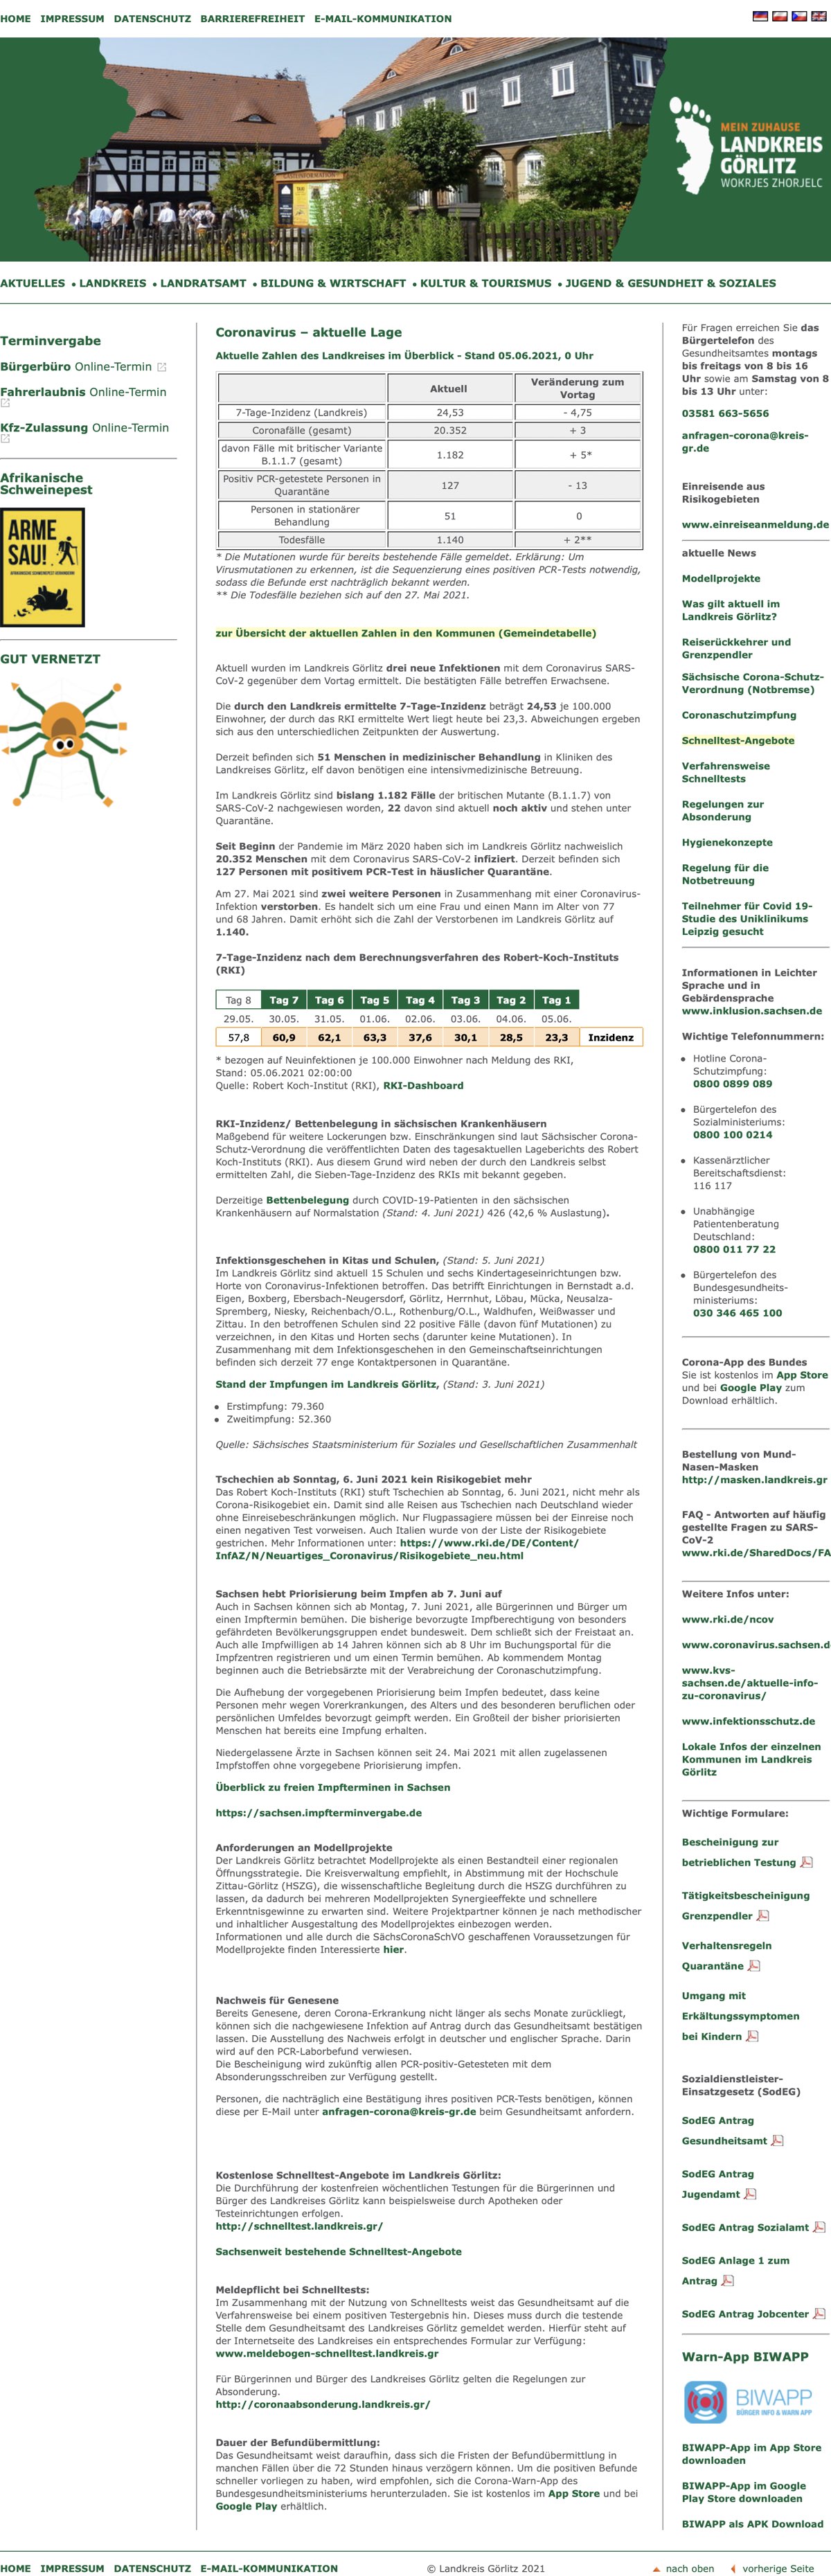 HOME IMPRESSUM DATENSCHUTZ BARRIEREFREIHEIT E-MAIL-KOMMUNIKATION
MEIN ZUHAUSE
LANDKREIS
GÖRLITZ
WOKRJES ZHORJELC
AKTUELLES • LANDKREIS • LANDRATSAMT • BILDUNG & WIRTSCHAFT • KULTUR & TOURISMUS • JUGEND & GESUNDHEIT & SOZIALES
Terminvergabe
Bürgerbüro Online-Termin
Fahrerlaubnis Online-Termin
Kfz-Zulassung Online-Termin
Afrikanische
Schweinepest
ARME
SAU!
GUT VERNETZT
Coronavirus – aktuelle Lage
Aktuelle Zahlen des Landkreises im Überblick - Stand 05.06.2021, 0 Uhr
Aktuell Veränderung zum
Vortag
7-Tage-Inzidenz (Landkreis) 24,53 - 4,75
Coronafälle (gesamt) 20.352 + 3
davon Fälle mit britischer Variante
B.1.1.7 (gesamt) 1.182 + 5*
Positiv PCR-getestete Personen in
Quarantäne 127 - 13
Personen in stationärer
Behandlung 51 0
Todesfälle 1.140 + 2**
* Die Mutationen wurde für bereits bestehende Fälle gemeldet. Erklärung: Um
Virusmutationen zu erkennen, ist die Sequenzierung eines positiven PCR-Tests notwendig,
sodass die Befunde erst nachträglich bekannt werden.
** Die Todesfälle beziehen sich auf den 27. Mai 2021.
zur Übersicht der aktuellen Zahlen in den Kommunen (Gemeindetabelle)
Aktuell wurden im Landkreis Görlitz drei neue Infektionen mit dem Coronavirus SARS-
CoV-2 gegenüber dem Vortag ermittelt. Die bestätigten Fälle betreffen Erwachsene.
Die durch den Landkreis ermittelte 7-Tage-Inzidenz beträgt 24,53 je 100.000
Einwohner, der durch das RKI ermittelte Wert liegt heute bei 23,3. Abweichungen ergeben
sich aus den unterschiedlichen Zeitpunkten der Auswertung.
Derzeit befinden sich 51 Menschen in medizinischer Behandlung in Kliniken des
Landkreises Görlitz, elf davon benötigen eine intensivmedizinische Betreuung.
Im Landkreis Görlitz sind bislang 1.182 Fälle der britischen Mutante (B.1.1.7) von
SARS-CoV-2 nachgewiesen worden, 22 davon sind aktuell noch aktiv und stehen unter
Quarantäne.
Seit Beginn der Pandemie im März 2020 haben sich im Landkreis Görlitz nachweislich
20.352 Menschen mit dem Coronavirus SARS-CoV-2 infiziert. Derzeit befinden sich
127 Personen mit positivem PCR-Test in häuslicher Quarantäne.
Am 27. Mai 2021 sind zwei weitere Personen in Zusammenhang mit einer Coronavirus-
Infektion verstorben. Es handelt sich um eine Frau und einen Mann im Alter von 77
und 68 Jahren. Damit erhöht sich die Zahl der Verstorbenen im Landkreis Görlitz auf
1.140.
7-Tage-Inzidenz nach dem Berechnungsverfahren des Robert-Koch-Instituts
(RKI)
Tag 8 Tag 7 Tag 6 Tag 5 Tag 4 Tag 3 Tag 2 Tag 1
29.05. 30.05. 31.05. 01.06. 02.06. 03.06. 04.06. 05.06.
57,8 60,9 62,1 63,3 37,6 30,1 28,5 23,3 Inzidenz
* bezogen auf Neuinfektionen je 100.000 Einwohner nach Meldung des RKI,
Stand: 05.06.2021 02:00:00
Quelle: Robert Koch-Institut (RKI), RKI-Dashboard
RKI-Inzidenz/ Bettenbelegung in sächsischen Krankenhäusern
Maßgebend für weitere Lockerungen bzw. Einschränkungen sind laut Sächsischer Corona-
Schutz-Verordnung die veröffentlichten Daten des tagesaktuellen Lageberichts des Robert
Koch-Instituts (RKI). Aus diesem Grund wird neben der durch den Landkreis selbst
ermittelten Zahl, die Sieben-Tage-Inzidenz des RKIs mit bekannt gegeben.
Derzeitige Bettenbelegung durch COVID-19-Patienten in den sächsischen
Krankenhäusern auf Normalstation (Stand: 4. Juni 2021) 426 (42,6 % Auslastung).
Infektionsgeschehen in Kitas und Schulen, (Stand: 5. Juni 2021)
Im Landkreis Görlitz sind aktuell 15 Schulen und sechs Kindertageseinrichtungen bzw.
Horte von Coronavirus-Infektionen betroffen. Das betrifft Einrichtungen in Bernstadt a.d.
Eigen, Boxberg, Ebersbach-Neugersdorf, Görlitz, Herrnhut, Löbau, Mücka, Neusalza-
Spremberg, Niesky, Reichenbach/O.L., Rothenburg/O.L., Waldhufen, Weißwasser und
Zittau. In den betroffenen Schulen sind 22 positive Fälle (davon fünf Mutationen) zu
verzeichnen, in den Kitas und Horten sechs (darunter keine Mutationen). In
Zusammenhang mit dem Infektionsgeschehen in den Gemeinschaftseinrichtungen
befinden sich derzeit 77 enge Kontaktpersonen in Quarantäne.
Stand der Impfungen im Landkreis Görlitz, (Stand: 3. Juni 2021)
• Erstimpfung: 79.360
• Zweitimpfung: 52.360
Quelle: Sächsisches Staatsministerium für Soziales und Gesellschaftlichen Zusammenhalt
Tschechien ab Sonntag, 6. Juni 2021 kein Risikogebiet mehr
Das Robert Koch-Instituts (RKI) stuft Tschechien ab Sonntag, 6. Juni 2021, nicht mehr als
Corona-Risikogebiet ein. Damit sind alle Reisen aus Tschechien nach Deutschland wieder
ohne Einreisebeschränkungen möglich. Nur Flugpassagiere müssen bei der Einreise noch
einen negativen Test vorweisen. Auch Italien wurde von der Liste der Risikogebiete
gestrichen. Mehr Informationen unter: https://www.rki.de/DE/Content/
InfAZ/N/Neuartiges_Coronavirus/Risikogebiete_neu.html
Sachsen hebt Priorisierung beim Impfen ab 7. Juni auf
Auch in Sachsen können sich ab Montag, 7. Juni 2021, alle Bürgerinnen und Bürger um
einen Impftermin bemühen. Die bisherige bevorzugte Impfberechtigung von besonders
gefährdeten Bevölkerungsgruppen endet bundesweit. Dem schließt sich der Freistaat an.
Auch alle Impfwilligen ab 14 Jahren können sich ab 8 Uhr im Buchungsportal für die
Impfzentren registrieren und um einen Termin bemühen. Ab kommendem Montag
beginnen auch die Betriebsärzte mit der Verabreichung der Coronaschutzimpfung.
Die Aufhebung der vorgegebenen Priorisierung beim Impfen bedeutet, dass keine
Personen mehr wegen Vorerkrankungen, des Alters und des besonderen beruflichen oder
persönlichen Umfeldes bevorzugt geimpft werden. Ein Großteil der bisher priorisierten
Menschen hat bereits eine Impfung erhalten.
Niedergelassene Ärzte in Sachsen können seit 24. Mai 2021 mit allen zugelassenen
Impfstoffen ohne vorgegebene Priorisierung impfen.
Überblick zu freien Impfterminen in Sachsen
https://sachsen.impfterminvergabe.de
Anforderungen an Modellprojekte
Der Landkreis Görlitz betrachtet Modellprojekte als einen Bestandteil einer regionalen
Öffnungsstrategie. Die Kreisverwaltung empfiehlt, in Abstimmung mit der Hochschule
Zittau-Görlitz (HSZG), die wissenschaftliche Begleitung durch die HSZG durchführen zu
lassen, da dadurch bei mehreren Modellprojekten Synergieeffekte und schnellere
Erkenntnisgewinne zu erwarten sind. Weitere Projektpartner können je nach methodischer
und inhaltlicher Ausgestaltung des Modellprojektes einbezogen werden.
Informationen und alle durch die SächsCoronaSchVO geschaffenen Voraussetzungen für
Modellprojekte finden Interessierte hier.
Nachweis für Genesene
Bereits Genesene, deren Corona-Erkrankung nicht länger als sechs Monate zurückliegt,
können sich die nachgewiesene Infektion auf Antrag durch das Gesundheitsamt bestätigen
lassen. Die Ausstellung des Nachweis erfolgt in deutscher und englischer Sprache. Darin
wird auf den PCR-Laborbefund verwiesen.
Die Bescheinigung wird zukünftig allen PCR-positiv-Getesteten mit dem
Absonderungsschreiben zur Verfügung gestellt.
Personen, die nachträglich eine Bestätigung ihres positiven PCR-Tests benötigen, können
diese per E-Mail unter anfragen-corona@kreis-gr.de beim Gesundheitsamt anfordern.
Kostenlose Schnelltest-Angebote im Landkreis Görlitz:
Die Durchführung der kostenfreien wöchentlichen Testungen für die Bürgerinnen und
Bürger des Landkreises Görlitz kann beispielsweise durch Apotheken oder
Testeinrichtungen erfolgen.
http://schnelltest.landkreis.gr/
Sachsenweit bestehende Schnelltest-Angebote
Meldepflicht bei Schnelltests:
Im Zusammenhang mit der Nutzung von Schnelltests weist das Gesundheitsamt auf die
Verfahrensweise bei einem positiven Testergebnis hin. Dieses muss durch die testende
Stelle dem Gesundheitsamt des Landkreises Görlitz gemeldet werden. Hierfür steht auf
der Internetseite des Landkreises ein entsprechendes Formular zur Verfügung:
www.meldebogen-schnelltest.landkreis.gr
Für Bürgerinnen und Bürger des Landkreises Görlitz gelten die Regelungen zur
Absonderung.
http://coronaabsonderung.landkreis.gr/
Dauer der Befundübermittlung:
Das Gesundheitsamt weist daraufhin, dass sich die Fristen der Befundübermittlung in
manchen Fällen über die 72 Stunden hinaus verzögern können. Um die positiven Befunde
schneller vorliegen zu haben, wird empfohlen, sich die Corona-Warn-App des
Bundesgesundheitsministeriums herunterzuladen. Sie ist kostenlos im App Store und bei
Google Play erhältlich.
Für Fragen erreichen Sie das
Bürgertelefon des
Gesundheitsamtes montags
bis freitags von 8 bis 16
Uhr sowie am Samstag von 8
bis 13 Uhr unter:
03581 663-5656
anfragen-corona@kreis-
gr.de
Einreisende aus
Risikogebieten
www.einreiseanmeldung.de
aktuelle News
Modellprojekte
Was gilt aktuell im
Landkreis Görlitz?
Reiserückkehrer und
Grenzpendler
Sächsische Corona-Schutz-
Verordnung (Notbremse)
Coronaschutzimpfung
Schnelltest-Angebote
Verfahrensweise
Schnelltests
Regelungen zur
Absonderung
Hygienekonzepte
Regelung für die
Notbetreuung
Teilnehmer für Covid 19-
Studie des Uniklinikums
Leipzig gesucht
Informationen in Leichter
Sprache und in
Gebärdensprache
www.inklusion.sachsen.de
Wichtige Telefonnummern:
• Hotline Corona-
Schutzimpfung:
0800 0899 089
• Bürgertelefon des
Sozialministeriums:
0800 100 0214
• Kassenärztlicher
Bereitschaftsdienst:
116 117
• Unabhängige
Patientenberatung
Deutschland:
0800 011 77 22
• Bürgertelefon des
Bundesgesundheits-
ministeriums:
030 346 465 100
Corona-App des Bundes
Sie ist kostenlos im App Store
und bei Google Play zum
Download erhältlich.
Bestellung von Mund-
Nasen-Masken
http://masken.landkreis.gr
FAQ - Antworten auf häufig
gestellte Fragen zu SARS-
CoV-2
www.rki.de/SharedDocs/FA
Weitere Infos unter:
www.rki.de/ncov
www.coronavirus.sachsen.d
www.kvs-
sachsen.de/aktuelle-info-
zu-coronavirus/
www.infektionsschutz.de
Lokale Infos der einzelnen
Kommunen im Landkreis
Görlitz
Wichtige Formulare:
Bescheinigung zur
betrieblichen Testung
Tätigkeitsbescheinigung
Grenzpendler
Verhaltensregeln
Quarantäne
Umgang mit
Erkältungssymptomen
bei Kindern
Sozialdienstleister-
Einsatzgesetz (SodEG)
SodEG Antrag
Gesundheitsamt
SodEG Antrag
Jugendamt
SodEG Antrag Sozialamt
SodEG Anlage 1 zum
Antrag
SodEG Antrag Jobcenter
Warn-App BIWAPP
BIWAPP
BÜRGER INFO & WARN APP
BIWAPP-App im App Store
downloaden
BIWAPP-App im Google
Play Store downloaden
BIWAPP als APK Download
HOME IMPRESSUM DATENSCHUTZ E-MAIL-KOMMUNIKATION © Landkreis Görlitz 2021 nach oben vorherige Seite